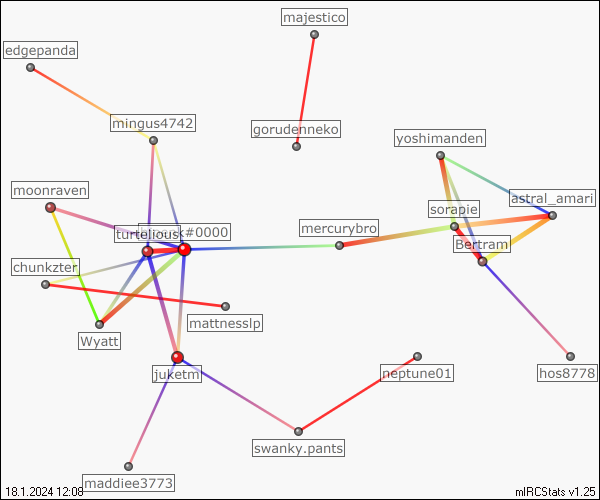 majestico
edgepanda
mingus4742
gorudenneko
yoshimanden
moonraven
astral_amari
sorapie
#0000
mercurybro
Bertram
chunkzter
mattnesslp
Wyatt
juketm
neptune01
hos8778
swanky.pants
maddiee3773
18.1.2024 12:08
mIRCStats v1.25